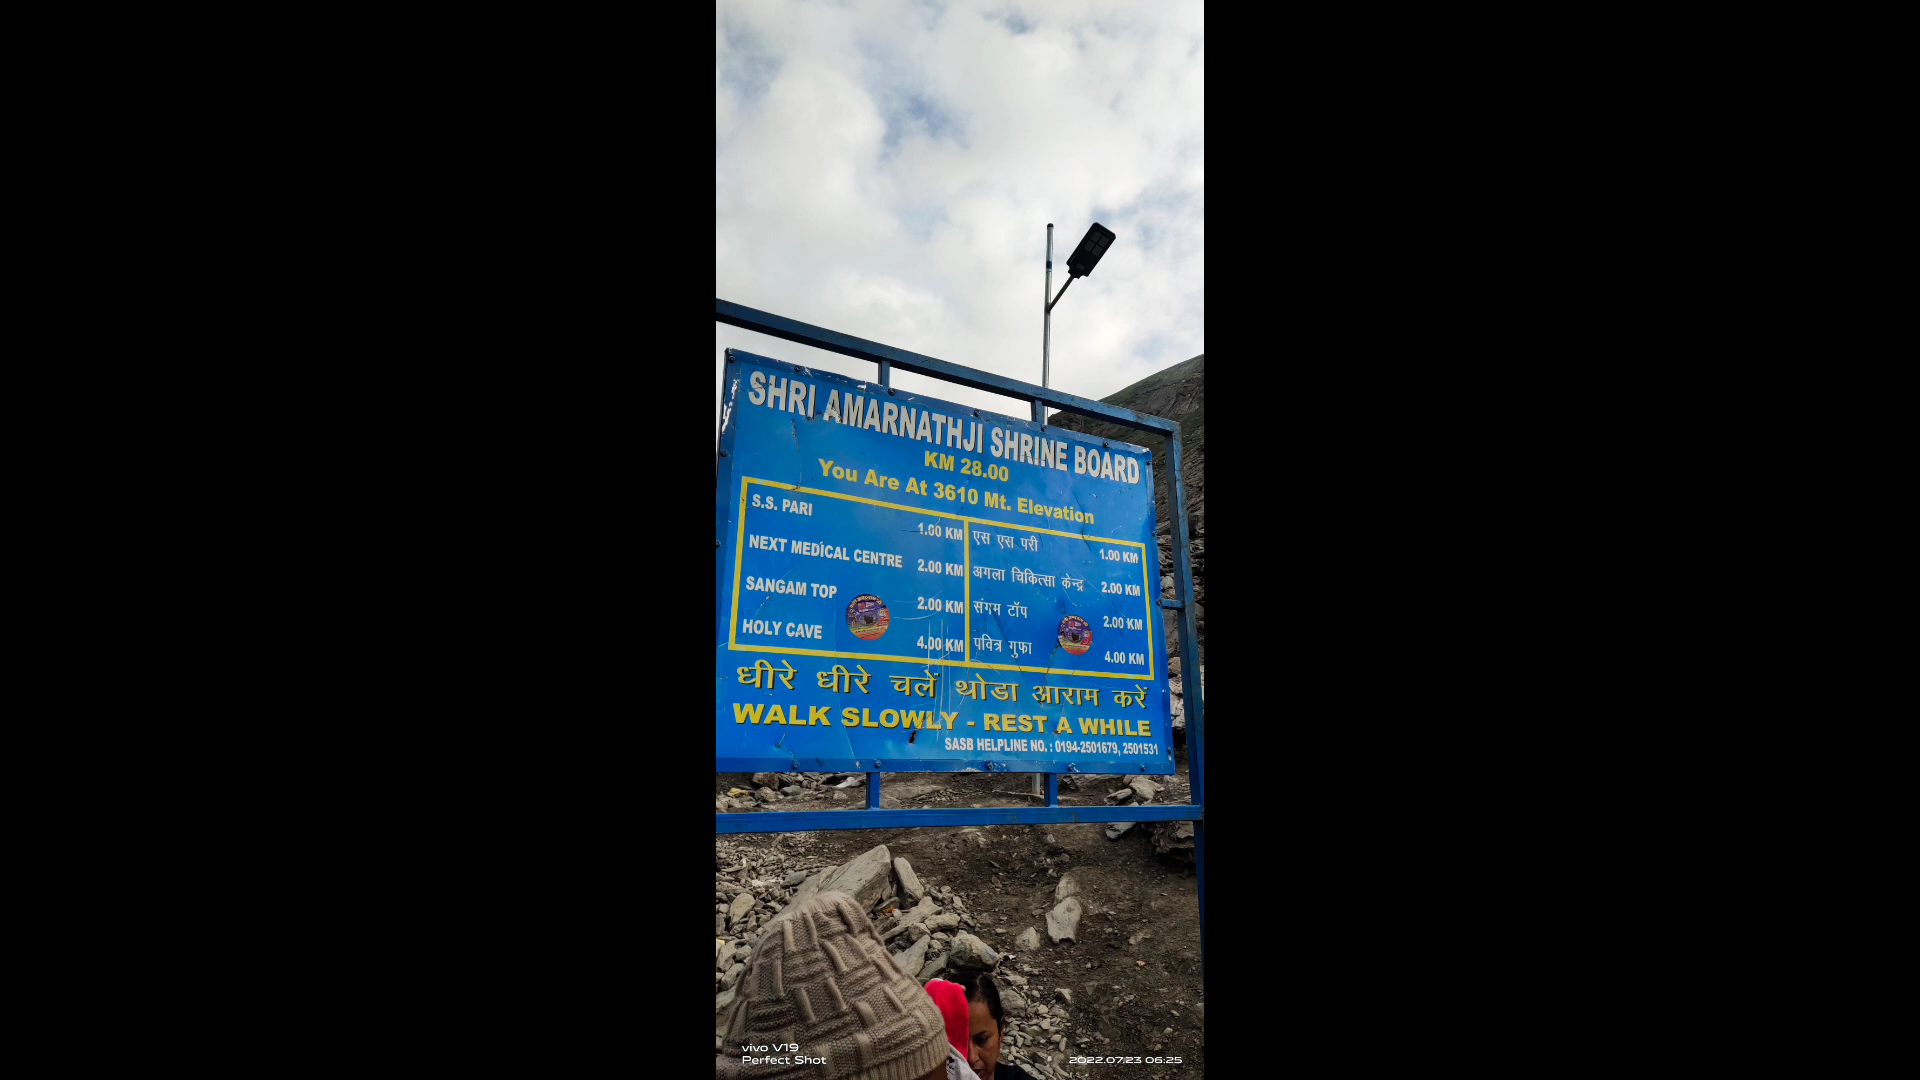 SHRI AMARNATHJI SHRINE BOARD
KM 28.00
You Are At 3610 Mt. Elevation
S.S. PARI 1.00 KM
NEXT MEDICAL CENTRE 2.00 KM
SANGAM TOP 2.00 KM
HOLY CAVE 4.00 KM
एस एस परी 1.00 KM
अगला चिकित्सा केन्द्र 2.00 KM
संगम टॉप 2.00 KM
पवित्र गुफा 4.00 KM
धीरे धीरे चलें थोडा आराम करें
WALK SLOWLY - REST A WHILE
SASB HELPLINE NO. : 0194-2501679, 2501531
vivo V19
Perfect Shot
2022.07.23 06:25